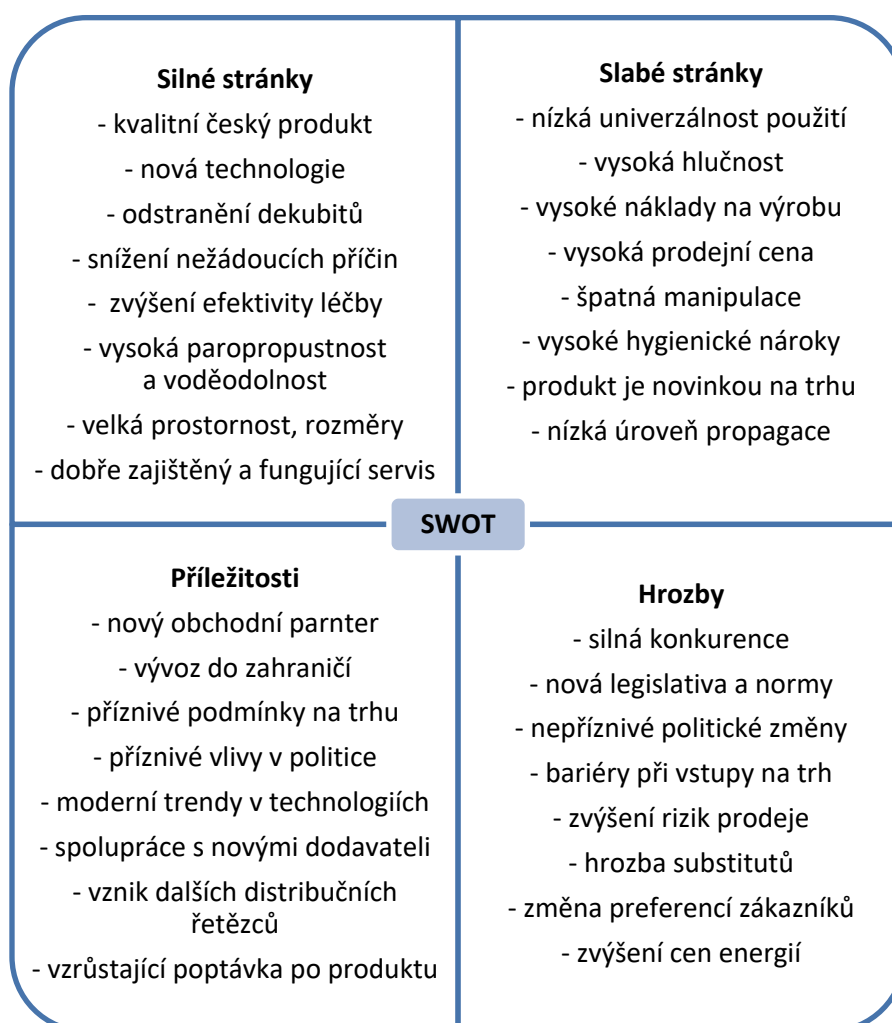 Silné stránky
- kvalitní český produkt
- nová technologie
- odstranění dekubitů
- snížení nežádoucích příčin
- zvýšení efektivity léčby
- vysoká paropropustnost
a voděodolnost
- velká prostornost, rozměry
- dobře zajištěný a fungující servis
Slabé stránky
- nízká univerzálnost použití
- vysoká hlučnost
- vysoké náklady na výrobu
- vysoká prodejní cena
- špatná manipulace
- vysoké hygienické nároky
- produkt je novinkou na trhu
- nízká úroveň propagace
SWOT
Příležitosti
- nový obchodní parnter
- vývoz do zahraničí
- příznivé podmínky na trhu
- příznivé vlivy v politice
- moderní trendy v technologiích
- spolupráce s novými dodavateli
- vznik dalších distribučních
řetězců
- vzrůstající poptávka po produktu
Hrozby
- silná konkurence
- nová legislativa a normy
- nepříznivé politické změny
- bariéry při vstupy na trh
- zvýšení rizik prodeje
- hrozba substitutů
- změna preferencí zákazníků
- zvýšení cen energií